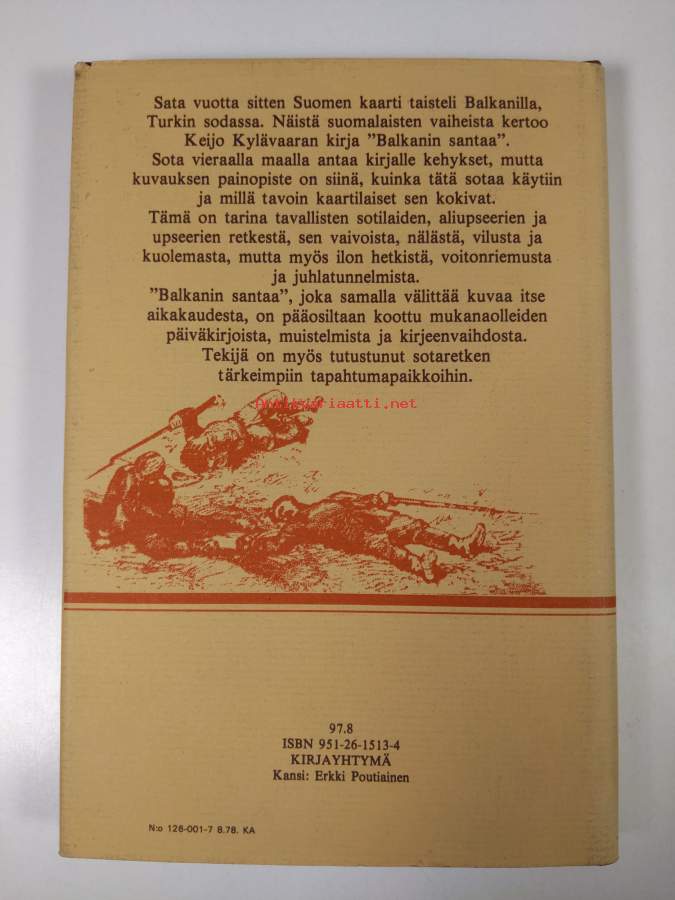 Sata vuotta sitten Suomen kaarti taisteli Balkanilla,
Turkin sodassa. Näistä suomalaisten vaiheista kertoo
Keijo Kylävaaran kirja ”Balkanin santaa”.
Sota vieraalla maalla antaa kirjalle kehykset, mutta
kuvauksen painopiste on siinä, kuinka tätä sotaa käytiin
ja millä tavoin kaartilaiset sen kokivat.
Tämä on tarina tavallisten sotilaiden, aliupseerien ja
upseerien retkestä, sen vaivoista, nälästä, vilusta ja
kuolemasta, mutta myös ilon hetkistä, voitonriemusta
ja juhlatunnelmista.
”Balkanin santaa”, joka samalla välittää kuvaa itse
aikakaudesta, on pääosiltaan koottu mukanaolleiden
päiväkirjoista, muistelmista ja kirjeenvaihdosta.
Tekijä on myös tutustunut sotaretken
tärkeimpiin tapahtumapaikkoihin.
Antikvariaatti.net
97.8
ISBN 951-26-1513-4
KIRJAYHTYMÄ
Kansi: Erkki Poutiainen
N:o 128-001-7 8.78. KA